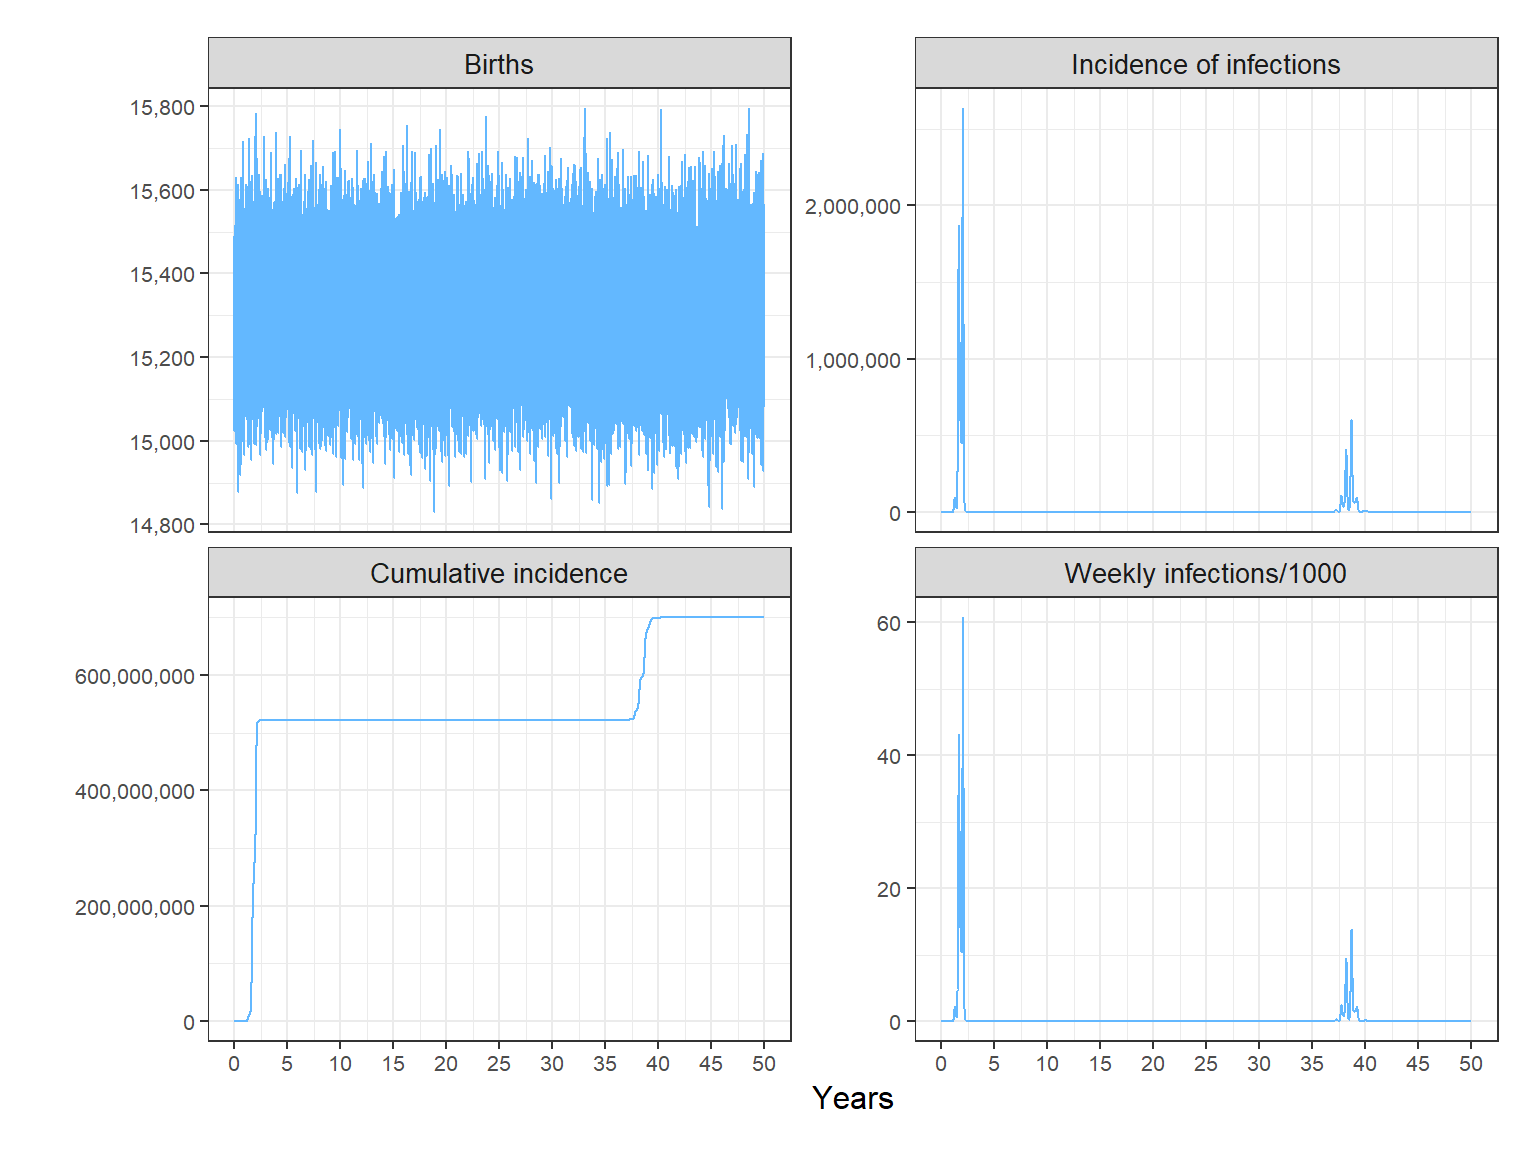 Births
15,800
15,600
15,400
15,200
15,000
14,800
Incidence of infections
2,000,000
1,000,000
0
Cumulative incidence
600,000,000
400,000,000
200,000,000
0
0 5 10 15 20 25 30 35 40 45 50
Weekly infections/1000
60
40
20
0
0 5 10 15 20 25 30 35 40 45 50
Years